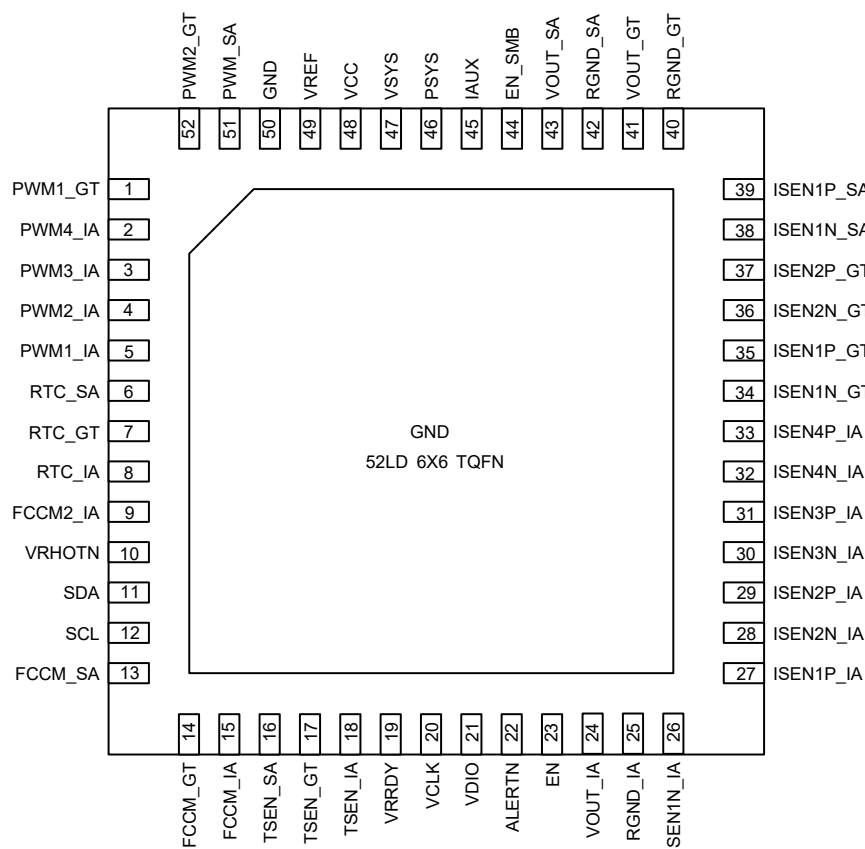 PWM2_GT
PWM_SA
GND
VREF
VCC
VSYS
PSYS
IAUX
EN_SMB
VOUT_SA
RGND_SA
VOUT_GT
RGND_GT
52
51
50
49
48
47
46
45
44
43
42
41
40
PWM1_GT 1
PWM4_IA 2
PWM3_IA 3
PWM2_IA 4
PWM1_IA 5
RTC_SA 6
RTC_GT 7
RTC_IA 8
FCCM2_IA 9
VRHOTN 10
SDA 11
SCL 12
FCCM_SA 13
GND
52LD 6X6 TQFN
39 ISEN1P_SA
38 ISEN1N_SA
37 ISEN2P_GT
36 ISEN2N_GT
35 ISEN1P_GT
34 ISEN1N_GT
33 ISEN4P_IA
32 ISEN4N_IA
31 ISEN3P_IA
30 ISEN3N_IA
29 ISEN2P_IA
28 ISEN2N_IA
27 ISEN1P_IA
14
15
16
17
18
19
20
21
22
23
24
25
26
FCCM_GT
FCCM_IA
TSEN_SA
TSEN_GT
TSEN_IA
VRRDY
VCLK
VDIO
ALERTN
EN
VOUT_IA
RGND_IA
SEN1N_IA